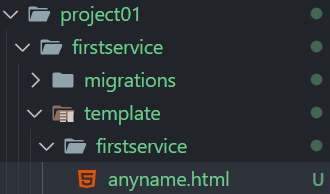 project01
firstservice
migrations
template
firstservice
anyname.html U